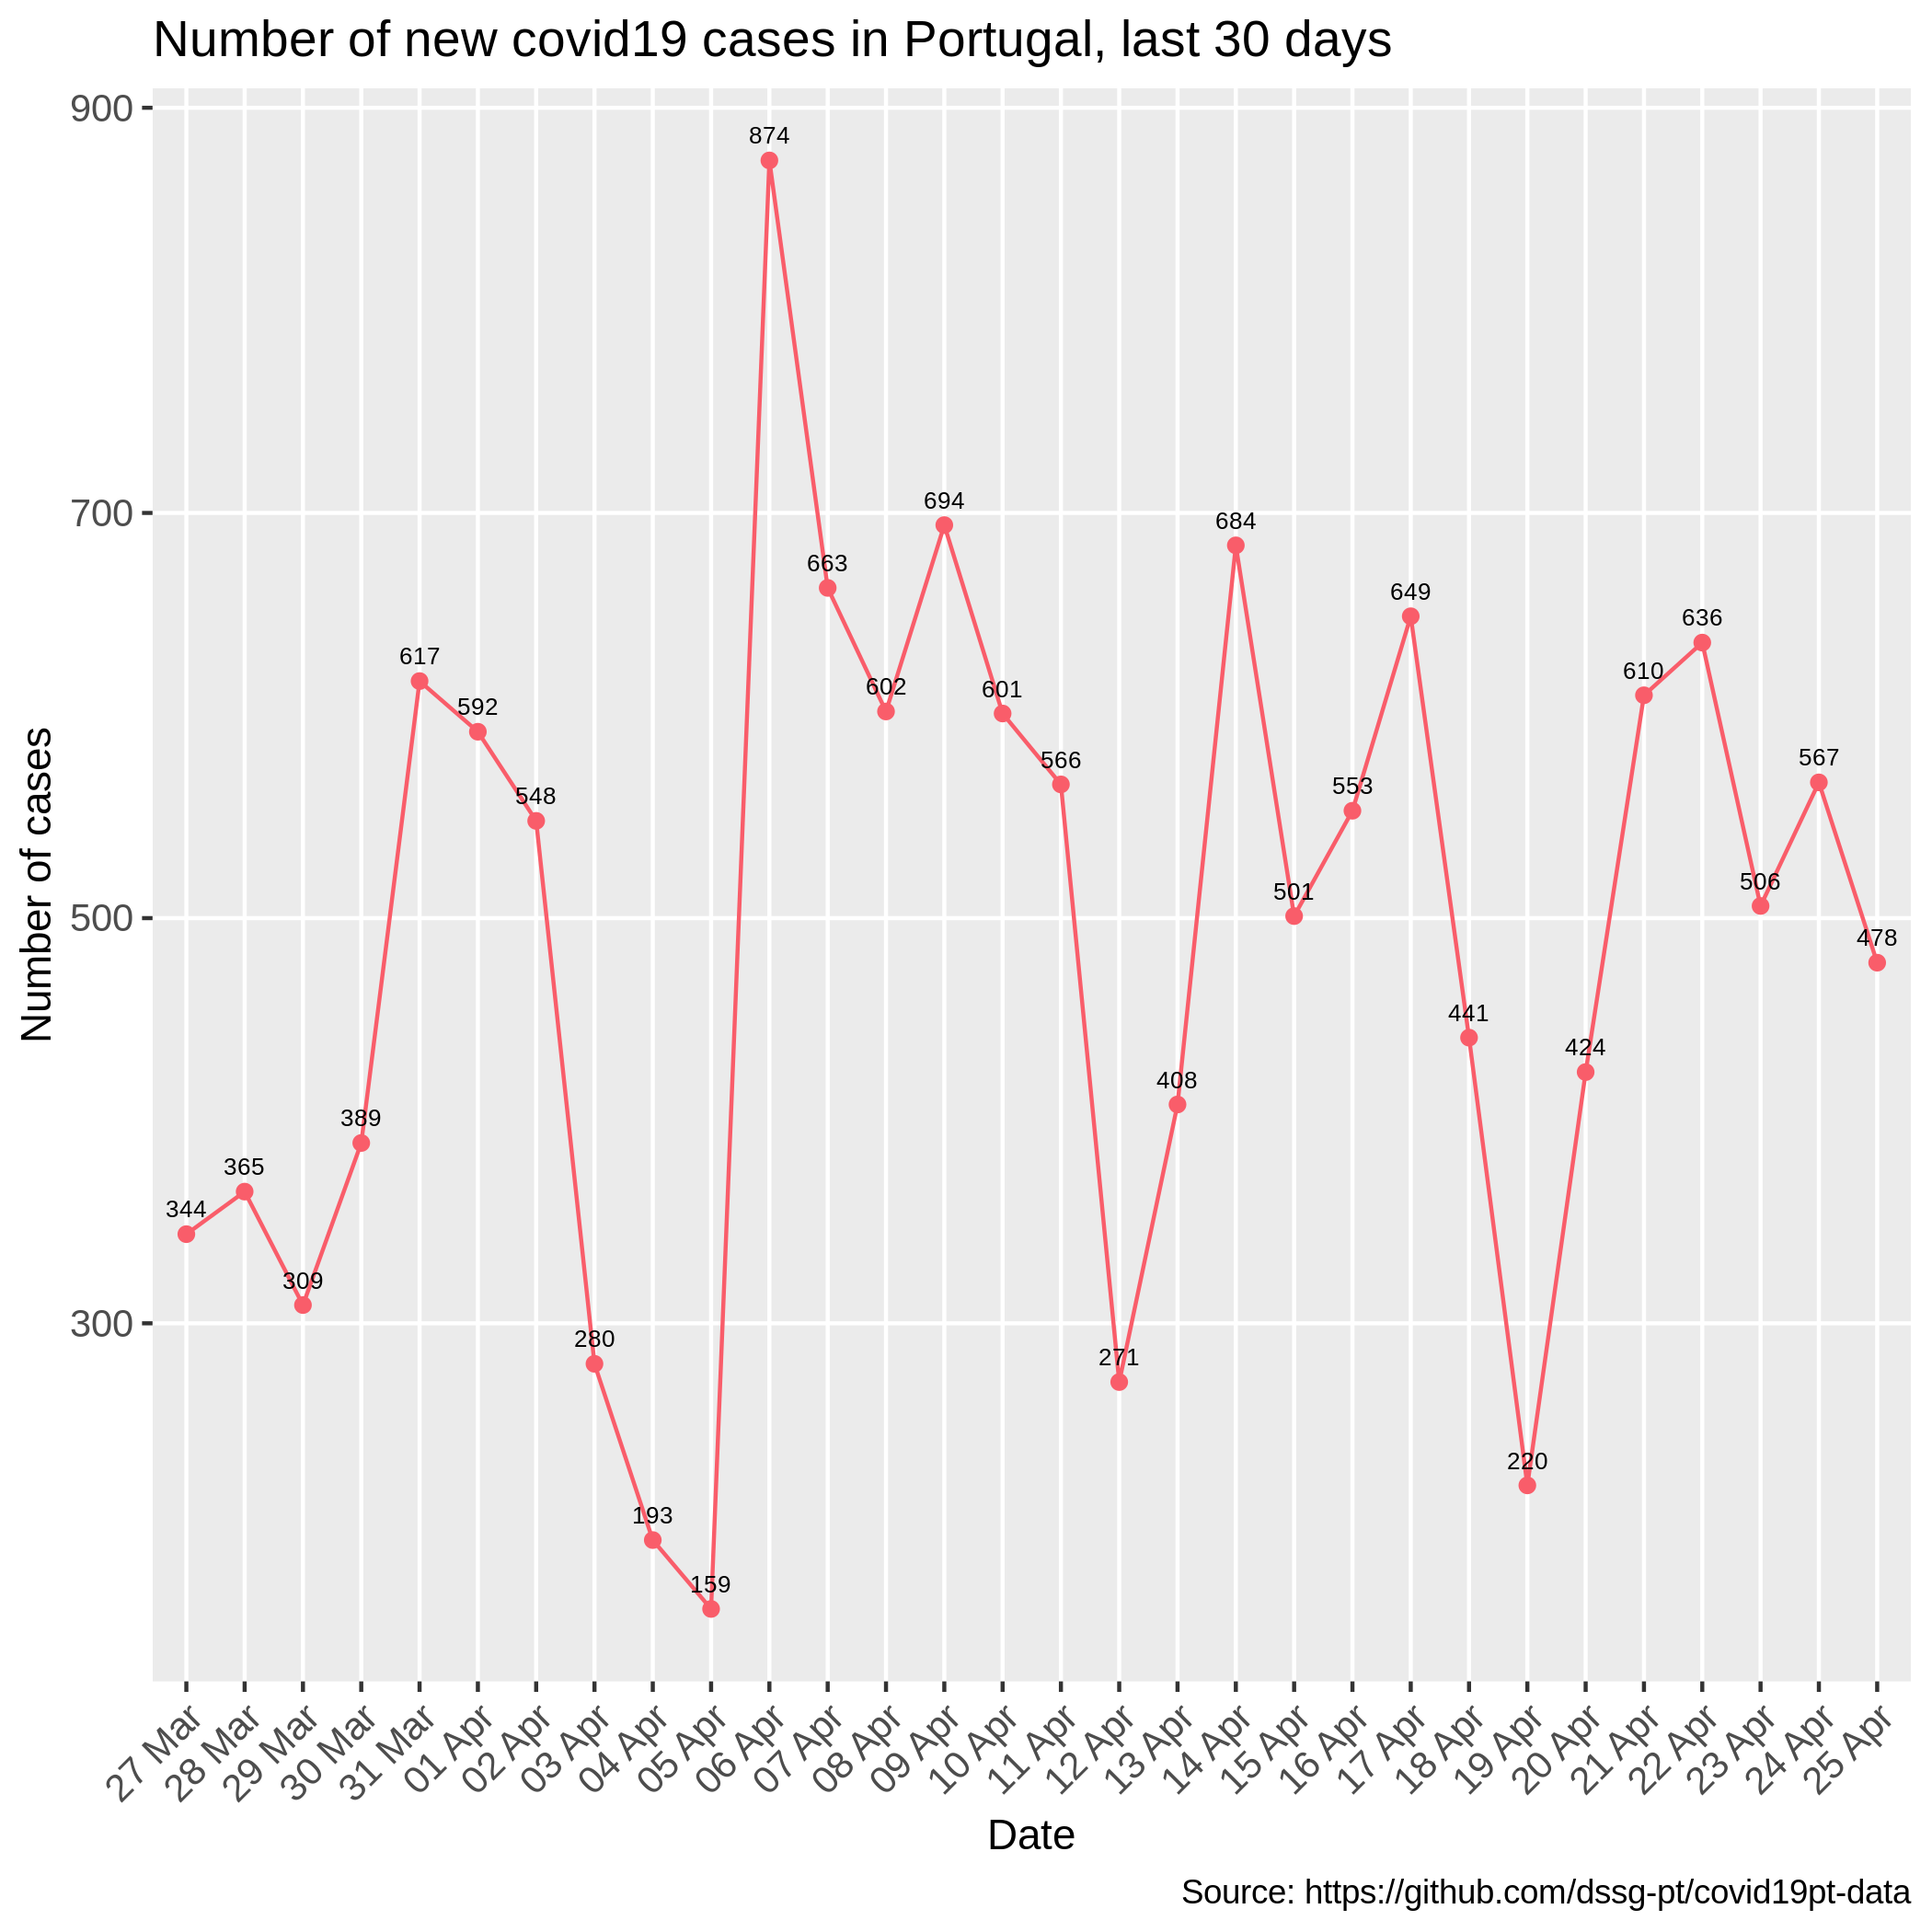 Number of new covid19 cases in Portugal, last 30 days
900
700
500
300
Number of cases
344
365
309
389
617
592
548
280
193
159
874
663
602
694
601
566
271
408
684
501
553
649
441
220
424
610
636
506
567
478
27 Mar
28 Mar
29 Mar
30 Mar
31 Mar
01 Apr
02 Apr
03 Apr
04 Apr
05 Apr
06 Apr
07 Apr
08 Apr
09 Apr
10 Apr
11 Apr
12 Apr
13 Apr
14 Apr
15 Apr
16 Apr
17 Apr
18 Apr
19 Apr
20 Apr
21 Apr
22 Apr
23 Apr
24 Apr
25 Apr
Date
Source: https://github.com/dssg-pt/covid19pt-data